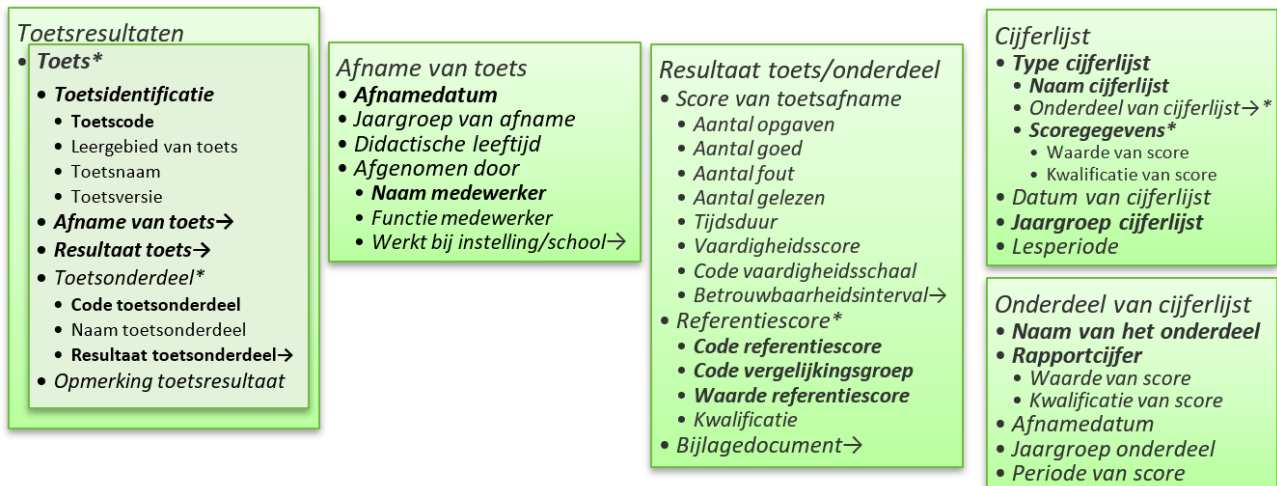 Toetsresultaten
• Toets*
• Toetsidentificatie
• Toetscode
• Leergebied van toets
• Toetsnaam
• Toetsversie
• Afname van toets→
• Resultaat toets→
• Toetsonderdeel*
• Code toetsonderdeel
• Naam toetsonderdeel
• Resultaat toetsonderdeel→
• Opmerking toetsresultaat
Afname van toets
• Afnamedatum
• Jaargroep van afname
• Didactische leeftijd
• Afgenomen door
• Naam medewerker
• Functie medewerker
• Werkt bij instelling/school→
Resultaat toets/onderdeel
• Score van toetsafname
• Aantal opgaven
• Aantal goed
• Aantal fout
• Aantal gelezen
• Tijdsduur
• Vaardigheidsscore
• Code vaardigheidsschaal
• Betrouwbaarheidsinterval→
• Referentiescore*
• Code referentiescore
• Code vergelijkingsgroep
• Waarde referentiescore
• Kwalificatie
• Bijlagedocument→
Cijferlijst
• Type cijferlijst
• Naam cijferlijst
• Onderdeel van cijferlijst→*
• Scoregegevens*
• Waarde van score
• Kwalificatie van score
• Datum van cijferlijst
• Jaargroep cijferlijst
• Lesperiode
Onderdeel van cijferlijst
• Naam van het onderdeel
• Rapportcijfer
• Waarde van score
• Kwalificatie van score
• Afnamedatum
• Jaargroep onderdeel
• Periode van score